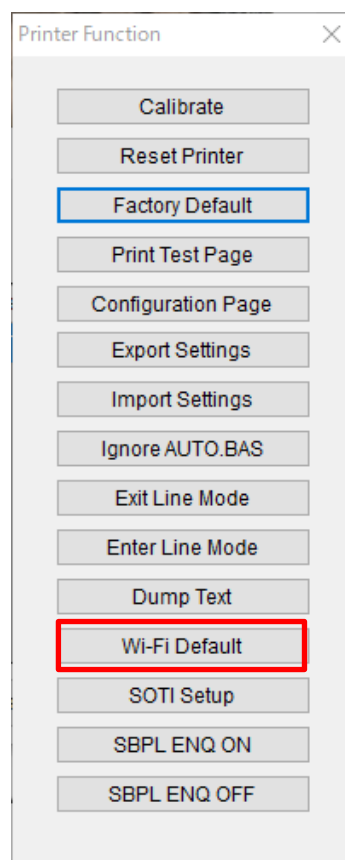 Printer Function
Calibrate
Reset Printer
Factory Default
Print Test Page
Configuration Page
Export Settings
Import Settings
Ignore AUTO.BAS
Exit Line Mode
Enter Line Mode
Dump Text
Wi-Fi Default
SOTI Setup
SBPL ENQ ON
SBPL ENQ OFF